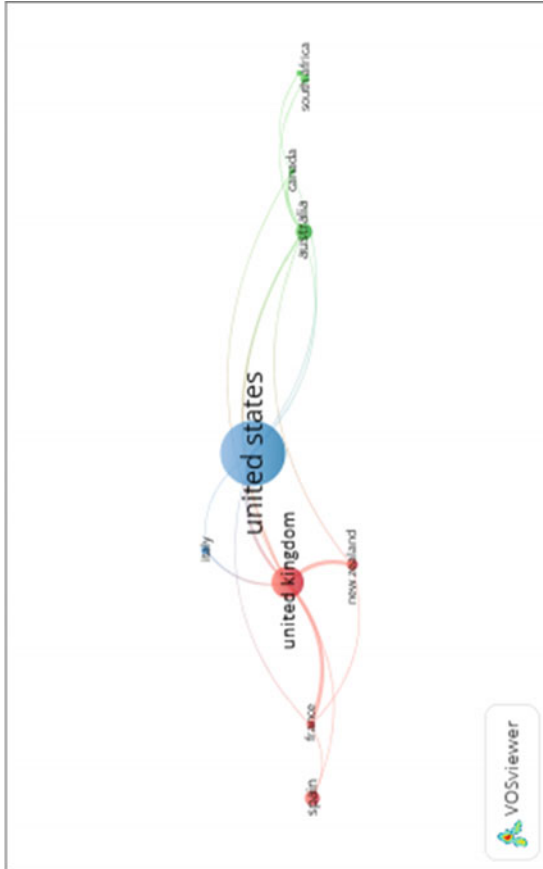 south africa
canada
australia
united states
italy
united kingdom
new zealand
france
spain
VOSviewer